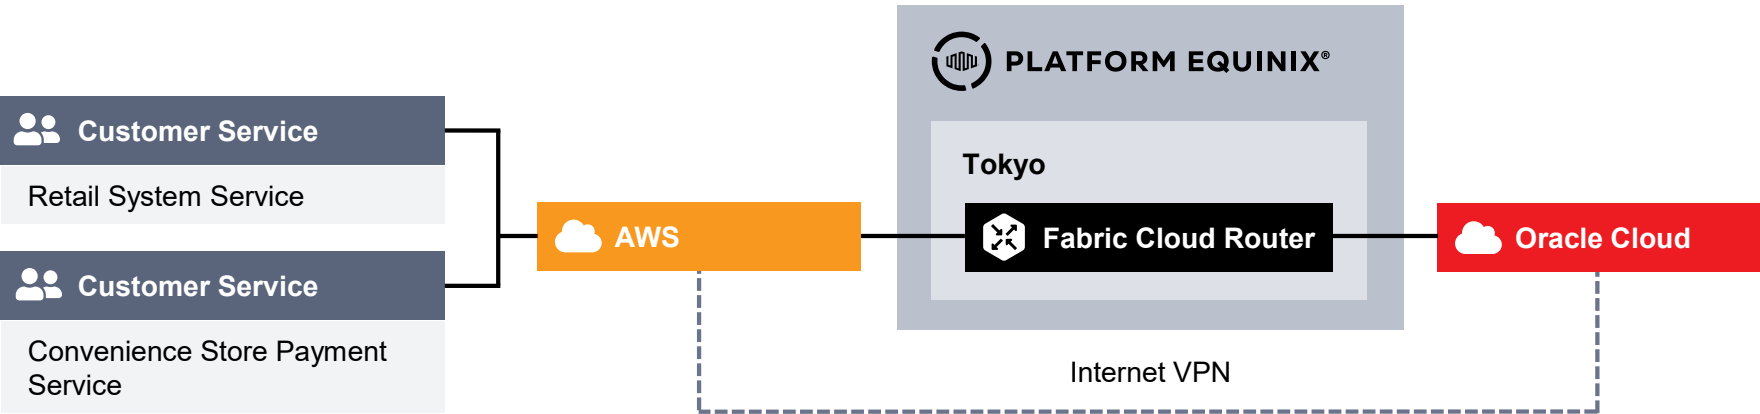 PLATFORM EQUINIX®
Customer Service
Retail System Service
Tokyo
AWS
Fabric Cloud Router
Oracle Cloud
Customer Service
Convenience Store Payment
Service
Internet VPN